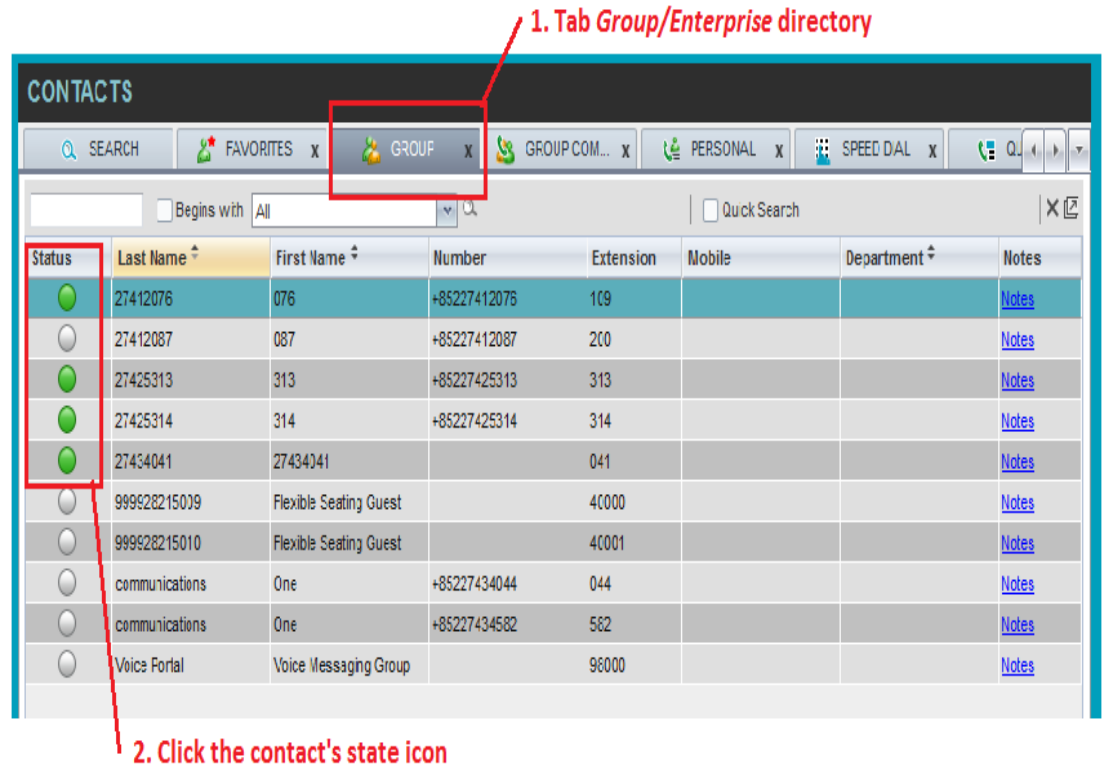 1. Tab Group/Enterprise directory
CONTACTS
SEARCH FAVORITES x GROUP x GROUP COM... x PERSONAL x SPEED DIAL x QU
Begins with All Quick Search
Status Last Name First Name Number Extension Mobile Department Notes
27412076 076 +85227412076 109 Notes
27412087 087 +85227412087 200 Notes
27425313 313 +85227425313 313 Notes
27425314 314 +85227425314 314 Notes
27434041 27434041 041 Notes
999928215009 Flexible Seating Guest 40000 Notes
999928215010 Flexible Seating Guest 40001 Notes
communications One +85227434044 044 Notes
communications One +85227434582 582 Notes
Voice Portal Voice Messaging Group 98000 Notes
2. Click the contact's state icon